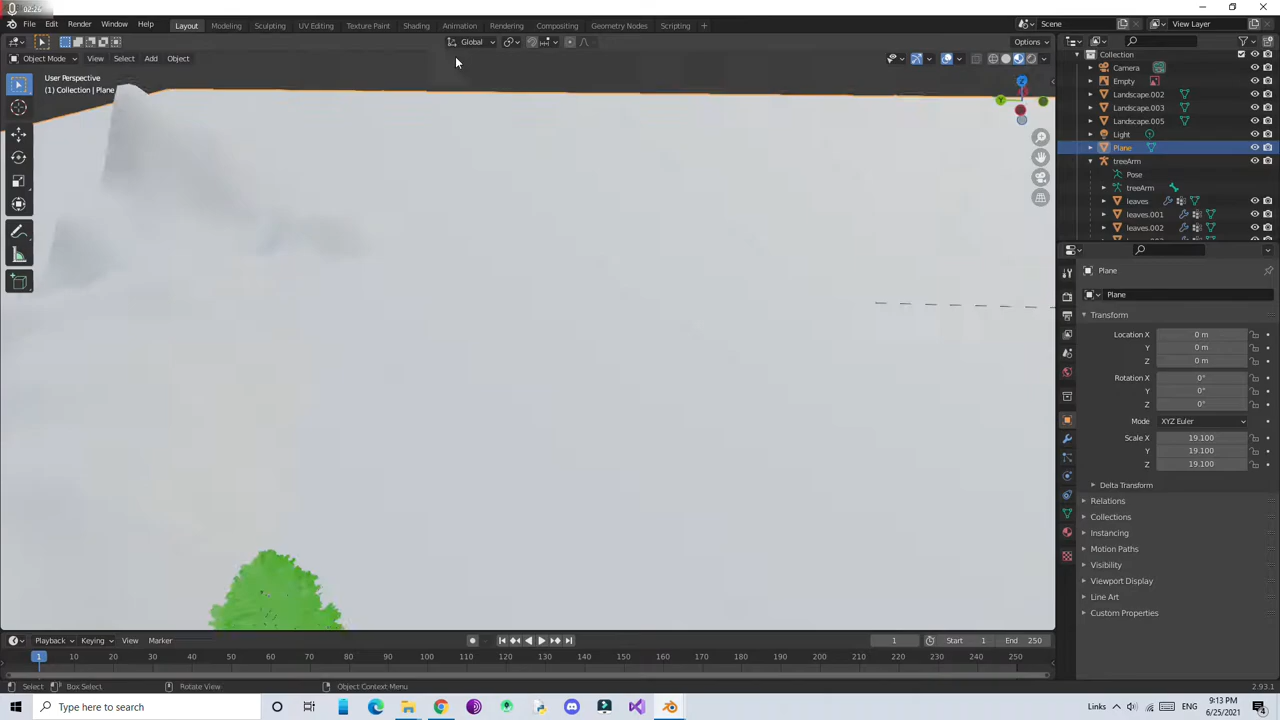 File Edit Render Window Help Layout Modeling Sculpting UV Editing Texture Paint Shading Animation Rendering Compositing Geometry Nodes Scripting + Scene View Layer
Global Options
Object Mode View Select Add Object
User Perspective
(1) Collection | Plane
Y
Collection
Camera
Empty
Landscape.002
Landscape.003
Landscape.005
Light
Plane
treeArm
Pose
treeArm
leaves
leaves.001
leaves.002
Plane
Plane
Transform
Location X 0 m
Y 0 m
Z 0 m
Rotation X 0°
Y 0°
Z 0°
Mode XYZ Euler
Scale X 19.100
Y 19.100
Z 19.100
Delta Transform
Relations
Collections
Instancing
Motion Paths
Visibility
Viewport Display
Line Art
Custom Properties
Playback Keying View Marker 1 Start 1 End 250
1 10 20 30 40 50 60 70 80 90 100 110 120 130 140 150 160 170 180 190 200 210 220 230 240 250
Select Box Select Rotate View Object Context Menu 2.93.1
Type here to search Links ENG 9:13 PM
6/25/2021